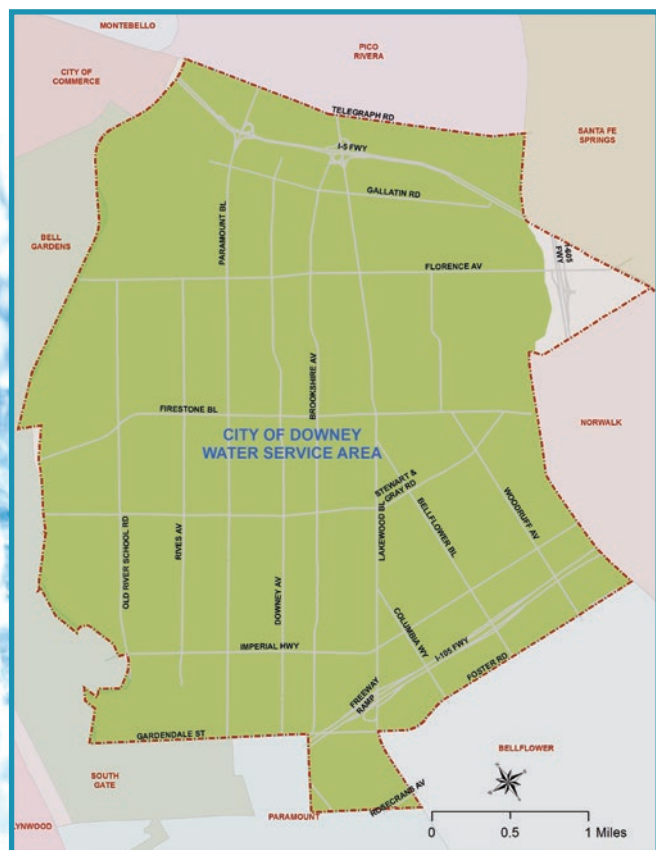 MONTEBELLO
PICO
RIVERA
CITY OF
COMMERCE
TELEGRAPH RD
SANTA FE
SPRINGS
I-5 FWY
GALLATIN RD
PARAMOUNT BL
BELL
GARDENS
I-605
FWY
FLORENCE AV
BROOKSHIRE AV
FIRESTONE BL
NORWALK
CITY OF DOWNEY
WATER SERVICE AREA
STEWART &
GRAY RD
BELLFLOWER BL
WOODRUFF AV
LAKEWOOD BL
OLD RIVER SCHOOL RD
RIVES AV
DOWNEY AV
COLUMBIA WY
IMPERIAL HWY
I-105 FWY
FOSTER RD
FREEWAY
RAMP
GARDENDALE ST
BELLFLOWER
SOUTH
GATE
ROSECRANS AV
PARAMOUNT
LYNWOOD
0 0.5 1 Miles